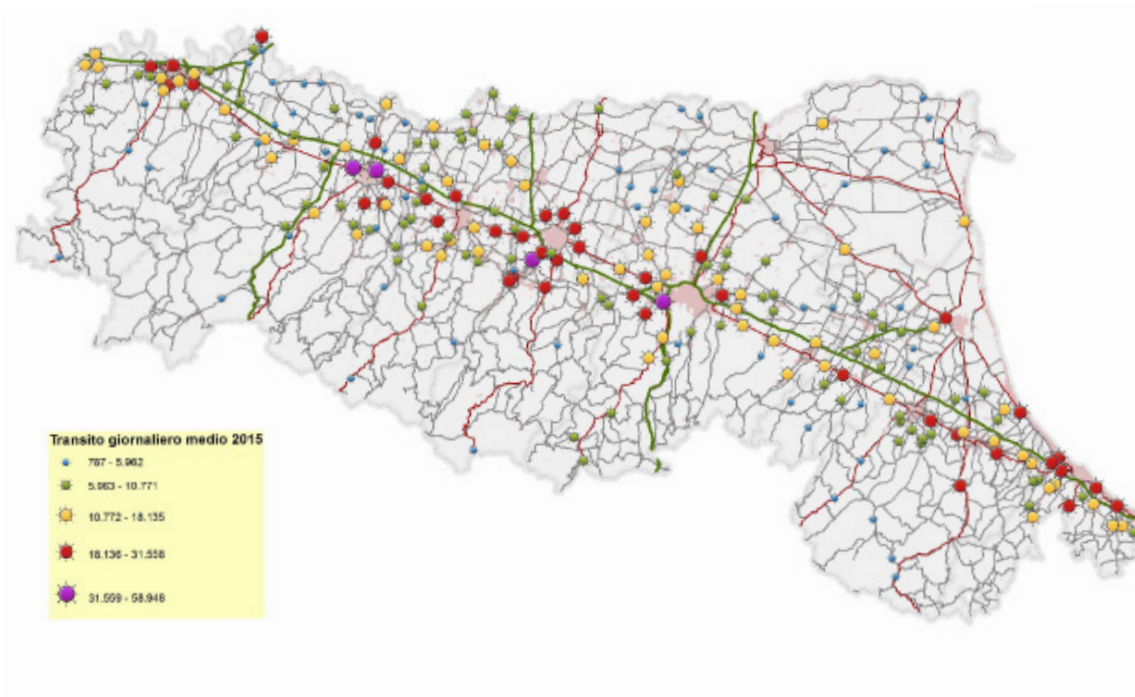 Transito giornaliero medio 2015
787 - 5.962
5.963 - 10.771
10.772 - 18.135
18.136 - 31.558
31.559 - 58.948